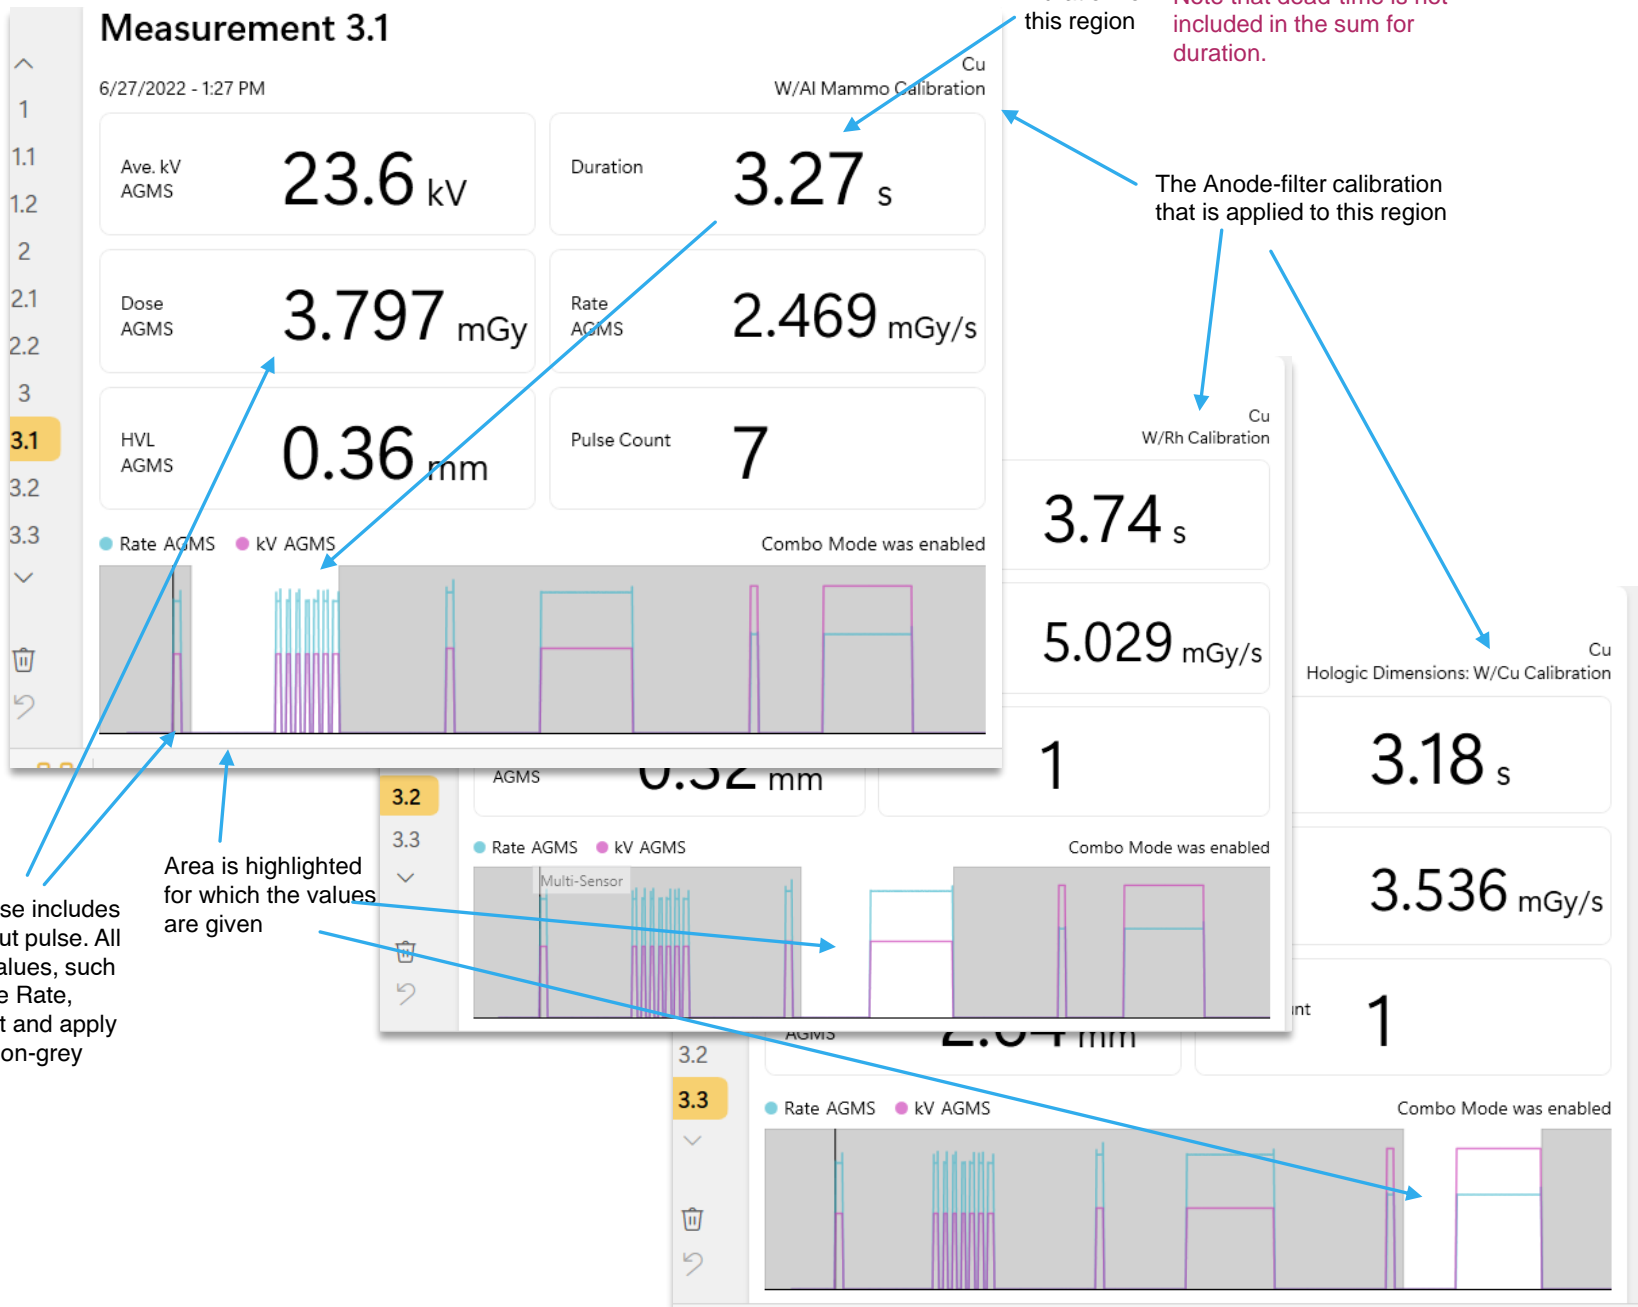 Measurement 3.1
6/27/2022 - 1:27 PM
Cu
W/Al Mammo Calibration
1
1.1
1.2
2
2.1
2.2
3
3.1
3.2
3.3
Ave. kV
AGMS
23.6 kV
Duration
3.27 s
Dose
AGMS
3.797 mGy
Rate
AGMS
2.469 mGy/s
HVL
AGMS
0.36 mm
Pulse Count
7
Rate AGMS
kV AGMS
Combo Mode was enabled
this region
included in the sum for
duration.
The Anode-filter calibration
that is applied to this region
Cu
W/Rh Calibration
3.74 s
5.029 mGy/s
AGMS
mm
1
3.2
3.3
Rate AGMS
kV AGMS
Combo Mode was enabled
Multi-Sensor
Area is highlighted
for which the values
are given
includes
pulse. All
such
Rate,
and apply
Cu
Hologic Dimensions: W/Cu Calibration
3.18 s
3.536 mGy/s
AGMS
mm
1
3.2
3.3
Rate AGMS
kV AGMS
Combo Mode was enabled